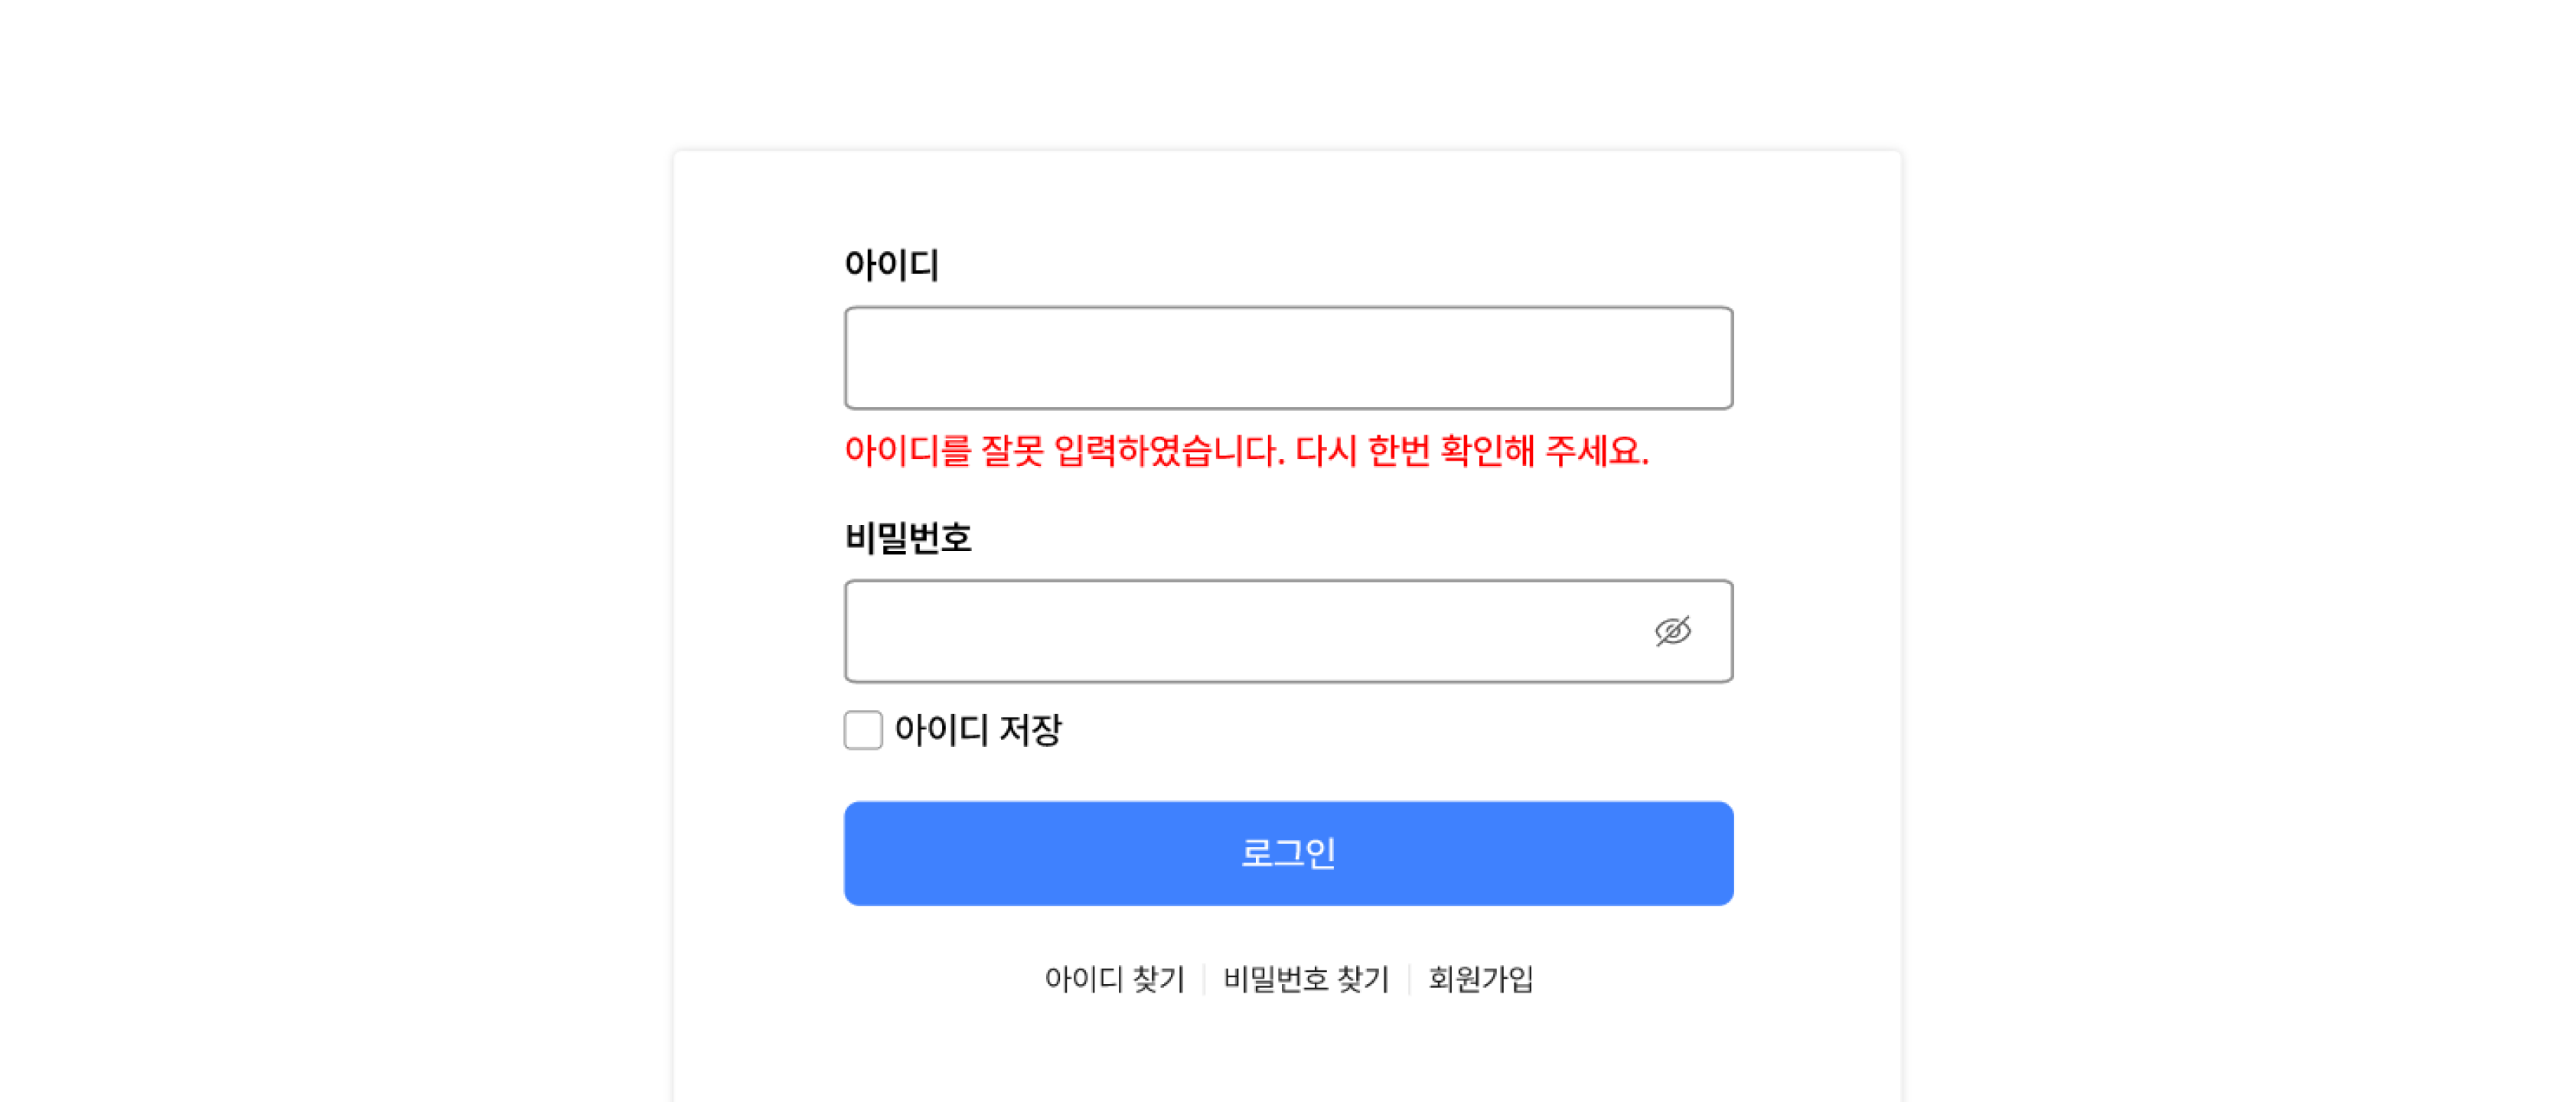 아이디
아이디를 잘못 입력하였습니다. 다시 한번 확인해 주세요.
비밀번호
아이디 저장
로그인
아이디 찾기 비밀번호 찾기 회원가입